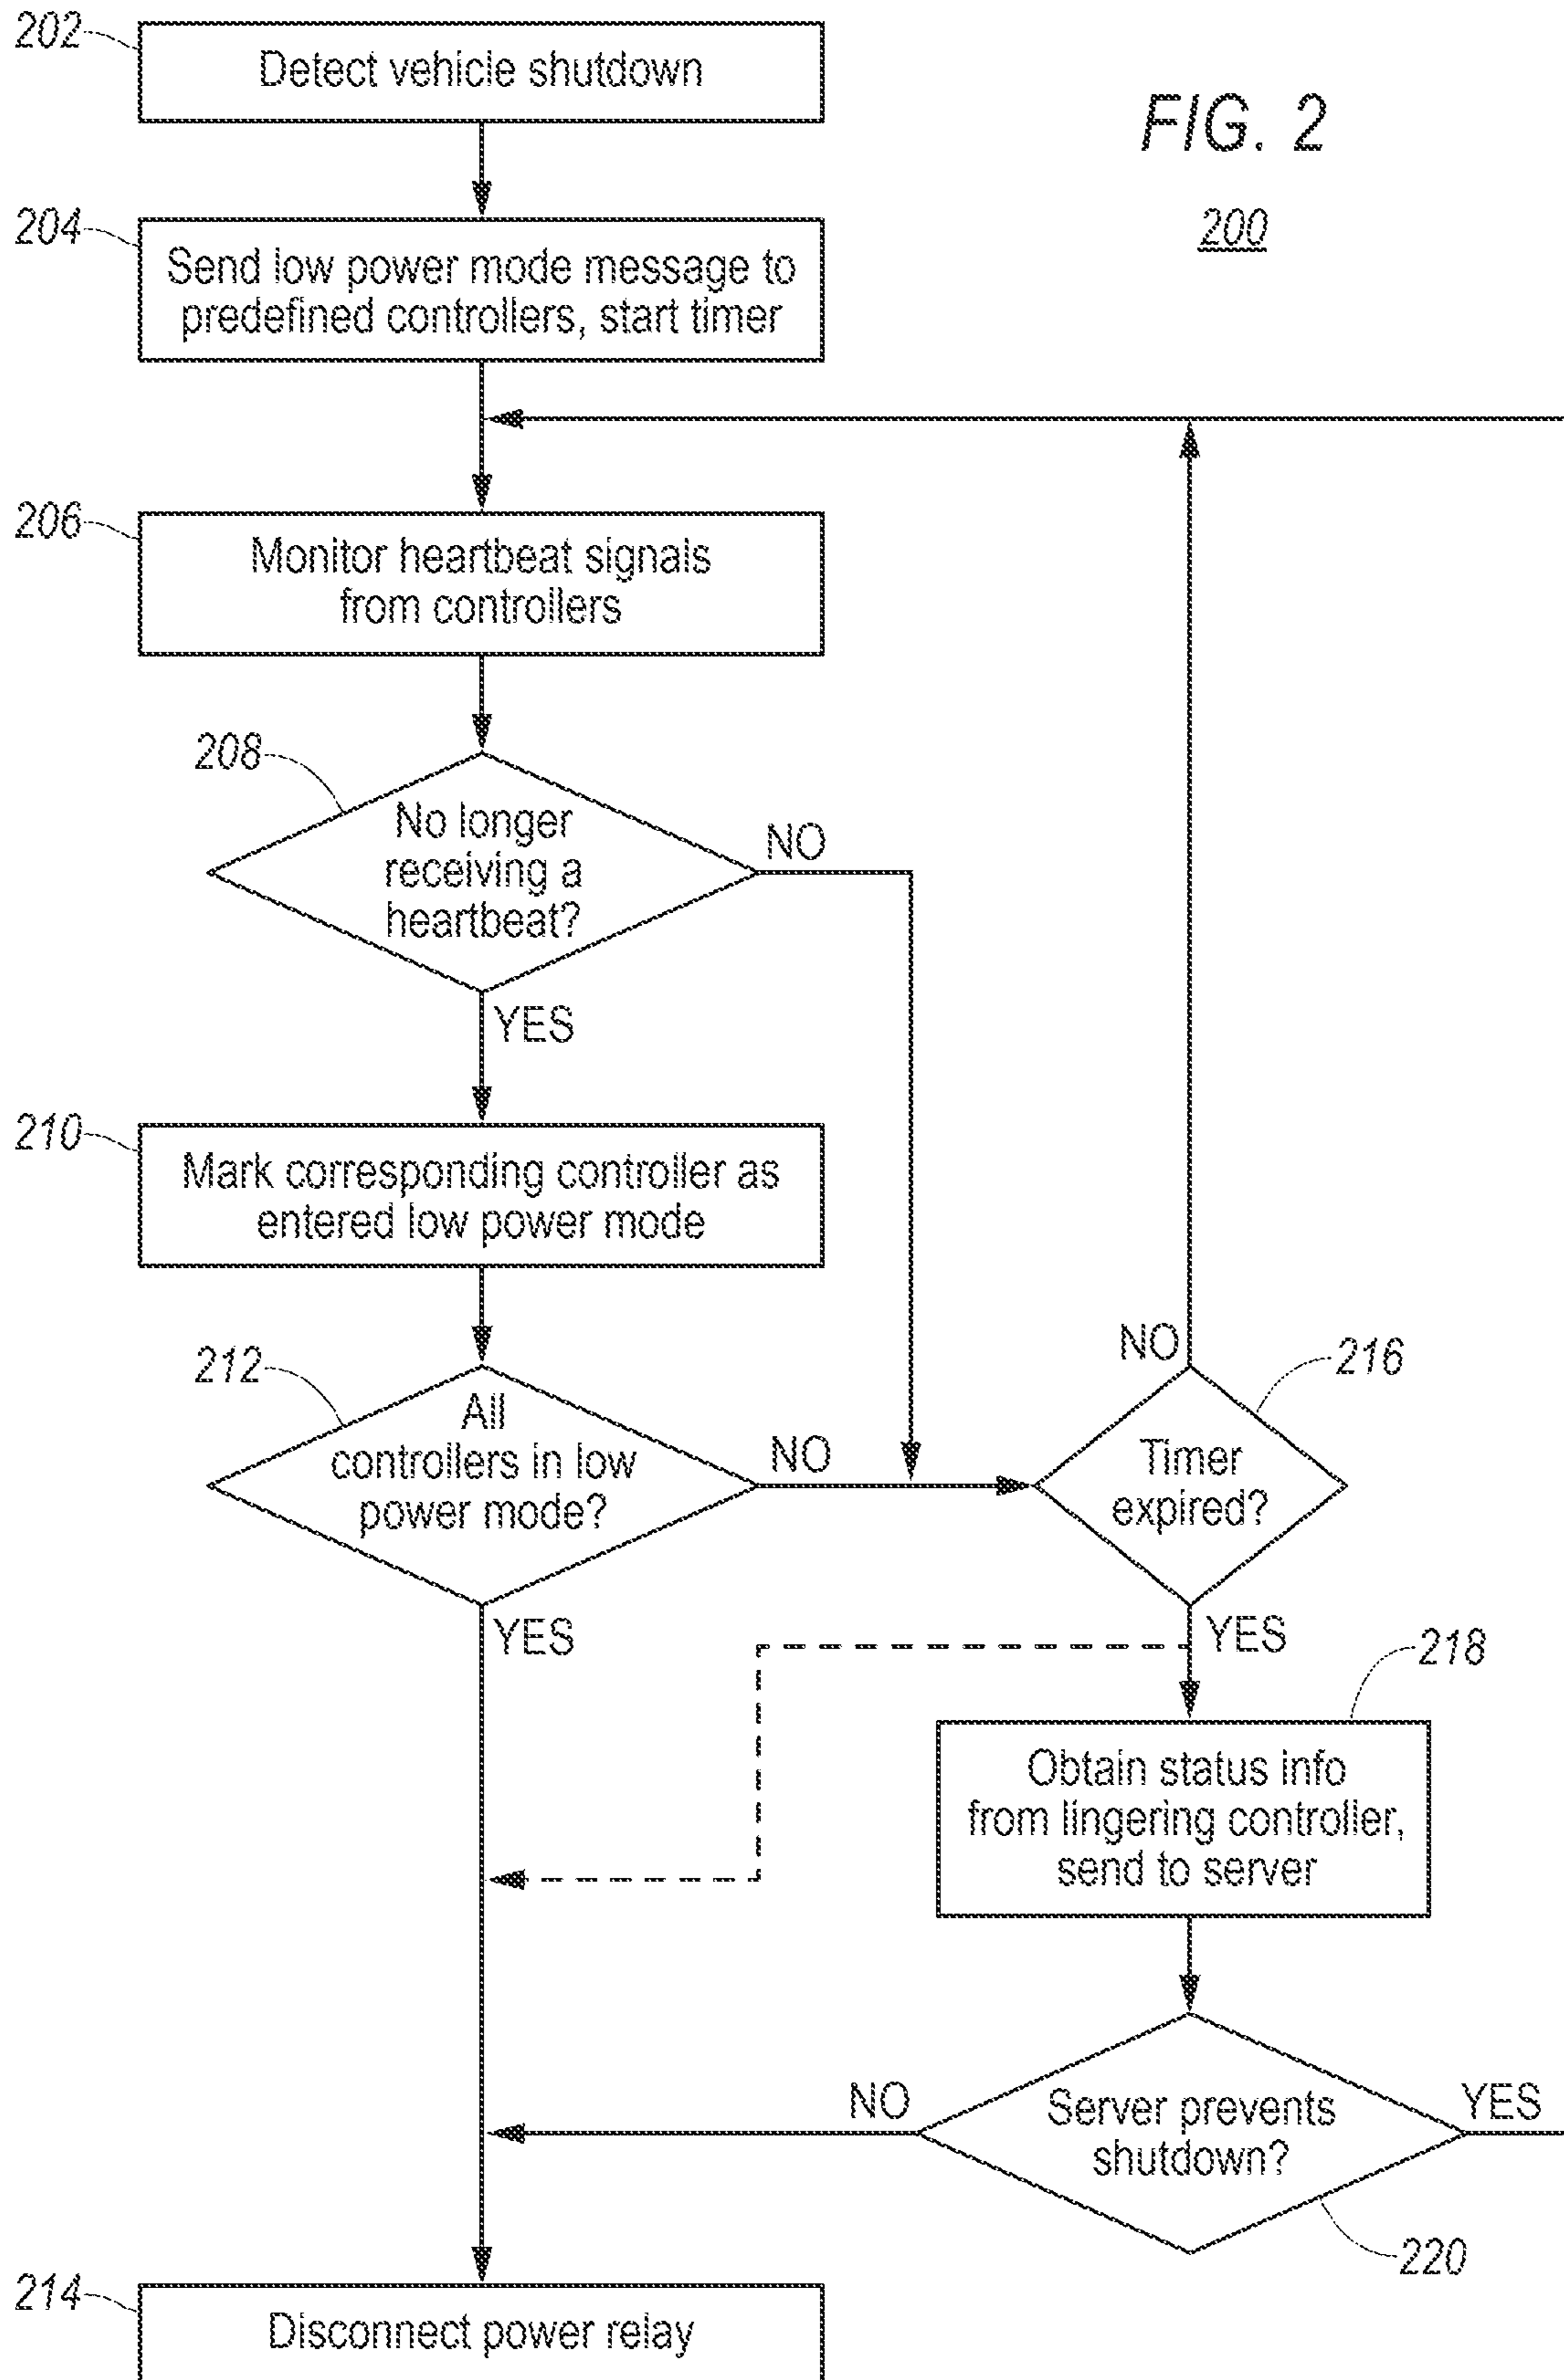 202
Detect vehicle shutdown
FIG. 2
200
204
Send low power mode message to
predefined controllers, start timer
206
Monitor heartbeat signals
from controllers
208
No longer
receiving a
heartbeat?
NO
YES
210
Mark corresponding controller as
entered low power mode
212
All
controllers in low
power mode?
NO
YES
NO
216
Timer
expired?
YES
218
Obtain status info
from lingering controller,
send to server
NO
Server prevents
shutdown?
YES
220
214
Disconnect power relay